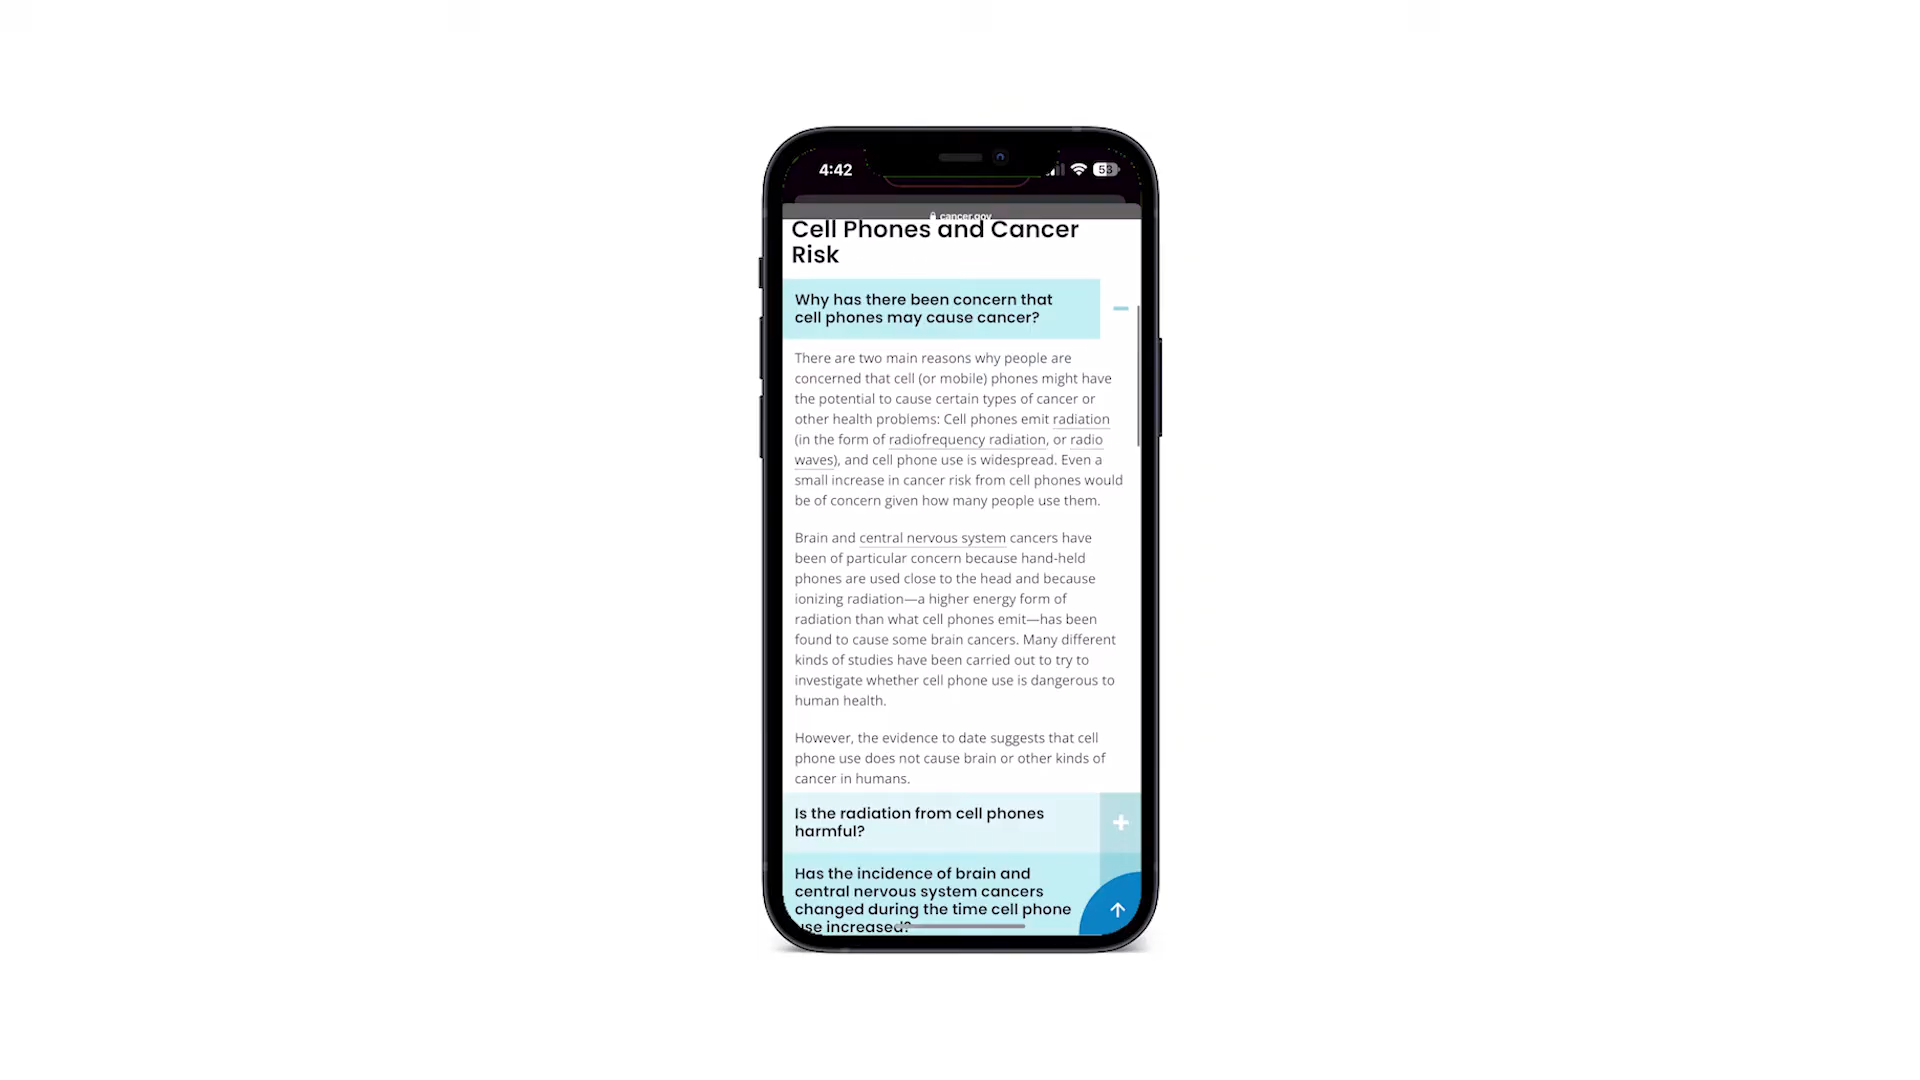 4:42
53
cancer.gov
Cell Phones and Cancer
Risk
Why has there been concern that
cell phones may cause cancer?
There are two main reasons why people are
concerned that cell (or mobile) phones might have
the potential to cause certain types of cancer or
other health problems: Cell phones emit radiation
(in the form of radiofrequency radiation, or radio
waves), and cell phone use is widespread. Even a
small increase in cancer risk from cell phones would
be of concern given how many people use them.
Brain and central nervous system cancers have
been of particular concern because hand-held
phones are used close to the head and because
ionizing radiation—a higher energy form of
radiation than what cell phones emit—has been
found to cause some brain cancers. Many different
kinds of studies have been carried out to try to
investigate whether cell phone use is dangerous to
human health.
However, the evidence to date suggests that cell
phone use does not cause brain or other kinds of
cancer in humans.
Is the radiation from cell phones
harmful?
Has the incidence of brain and
central nervous system cancers
changed during the time cell phone
use increased?